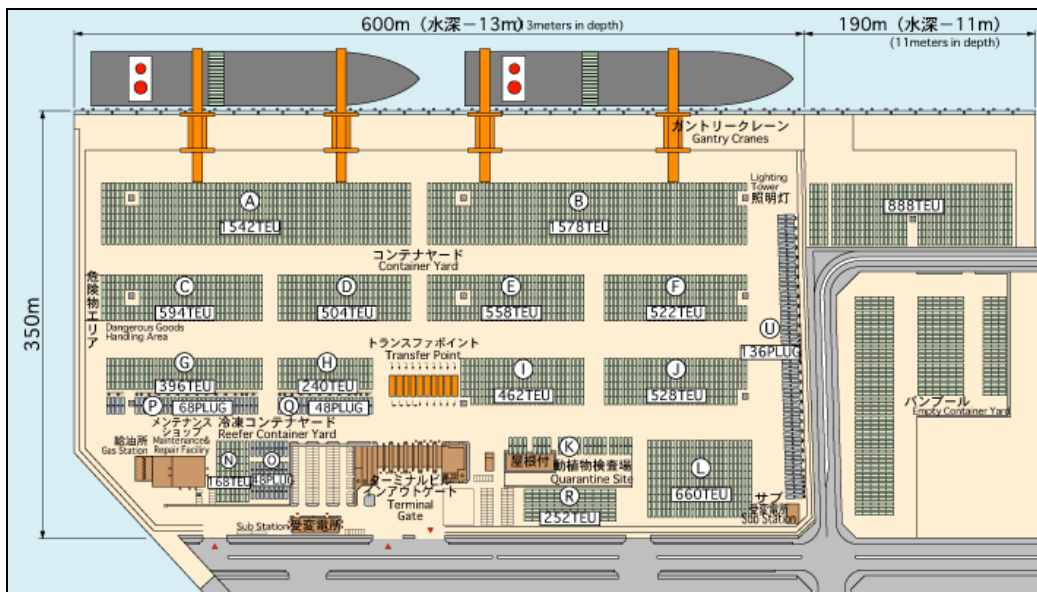 600m（水深－13m）
3meters in depth)
190m（水深－11m）
(11meters in depth)
350m
ガントリークレーン
Gantry Cranes
Lighting
Tower
照明灯
A
1542TEU
B
1578TEU
888TEU
コンテナヤード
Container Yard
危険物エリア
Dangerous Goods
Handing Area
C
594TEU
D
504TEU
E
558TEU
F
522TEU
U
136PLUG
トランスファポイント
Transfer Point
G
396TEU
H
240TEU
I
462TEU
J
528TEU
P
68PLUG
Q
48PLUG
バンプール
Empty Container Yard
メンテナンス
ショップ
Maintenance&
Repair Facility
冷凍コンテナヤード
Reefer Container Yard
給油所
Gas Station
N
168TEU
O
48PLUG
ターミナルビル
インアウトゲート
Terminal
Gate
K
屋根付
動植物検査場
Quarantine Site
L
660TEU
R
252TEU
サブ
受変電所
Sub Station
Sub Station
受変電所